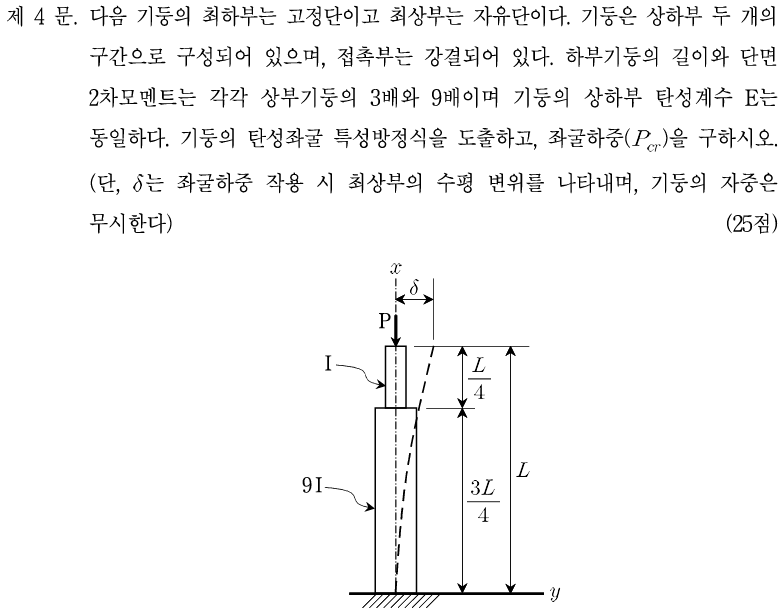 제 4 문. 다음 기둥의 최하부는 고정단이고 최상부는 자유단이다. 기둥은 상하부 두 개의
구간으로 구성되어 있으며, 접촉부는 강결되어 있다. 하부기둥의 길이와 단면
2차모멘트는 각각 상부기둥의 3배와 9배이며 기둥의 상하부 탄성계수 E는
동일하다. 기둥의 탄성좌굴 특성방정식을 도출하고, 좌굴하중(P_{cr})을 구하시오.
(단, δ는 좌굴하중 작용 시 최상부의 수평 변위를 나타내며, 기둥의 자중은
무시한다) (25점)
x
δ
P
I
L/4
L
9I
3L/4
y